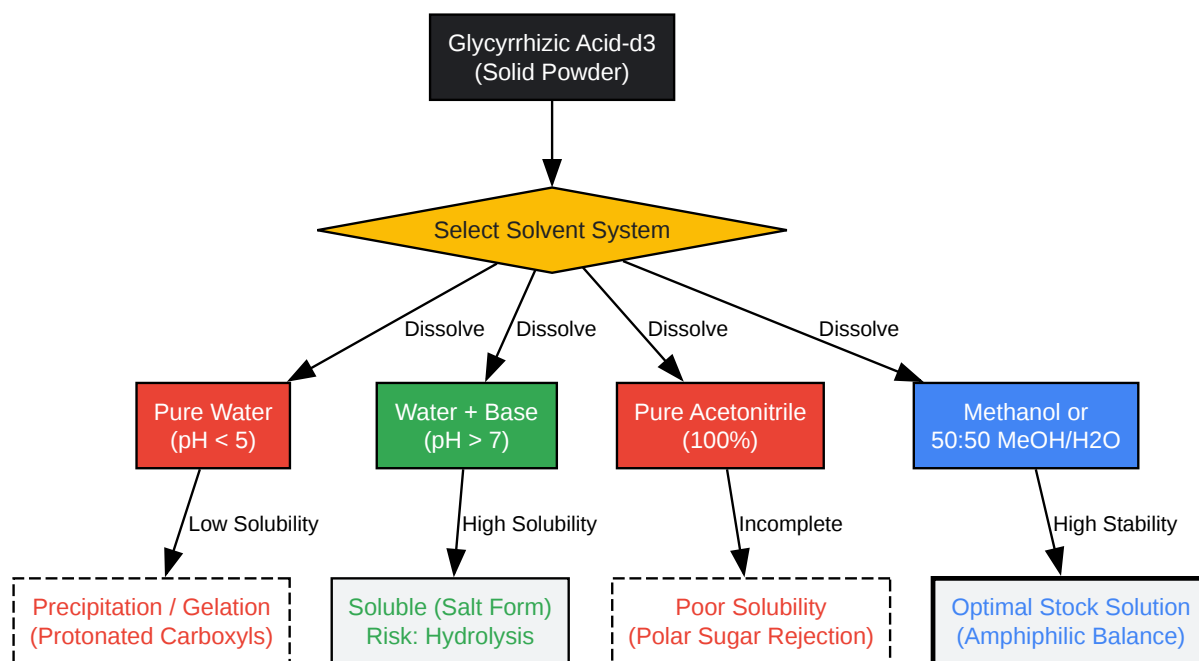 Glycyrrhizic Acid-d3
(Solid Powder)
Select Solvent System
Dissolve
Dissolve
Dissolve
Dissolve
Pure Water
(pH < 5)
Water + Base
(pH > 7)
Pure Acetonitrile
(100%)
Methanol or
50:50 MeOH/H2O
Low Solubility
High Solubility
Incomplete
High Stability
Precipitation / Gelation
(Protonated Carboxyls)
Soluble (Salt Form)
Risk: Hydrolysis
Poor Solubility
(Polar Sugar Rejection)
Optimal Stock Solution
(Amphiphilic Balance)